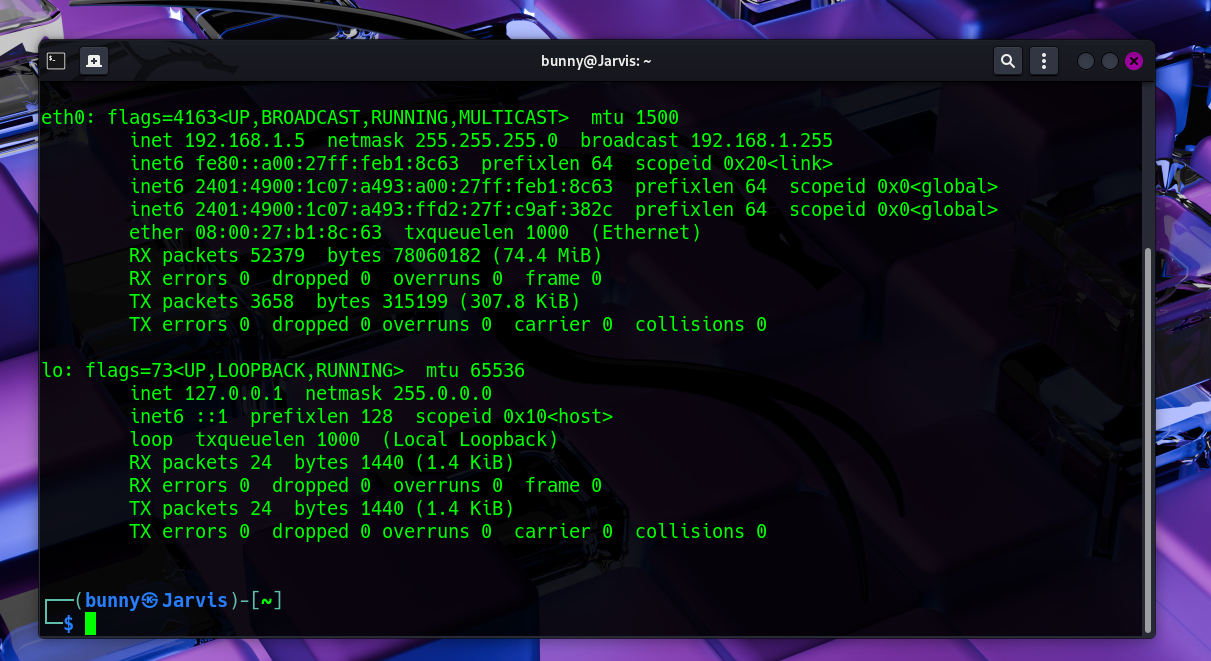 bunny@Jarvis: ~
eth0: flags=4163<UP,BROADCAST,RUNNING,MULTICAST>  mtu 1500
        inet 192.168.1.5  netmask 255.255.255.0  broadcast 192.168.1.255
        inet6 fe80::a00:27ff:feb1:8c63  prefixlen 64  scopeid 0x20<link>
        inet6 2401:4900:1c07:a493:a00:27ff:feb1:8c63  prefixlen 64  scopeid 0x0<global>
        inet6 2401:4900:1c07:a493:ffd2:27f:c9af:382c  prefixlen 64  scopeid 0x0<global>
        ether 08:00:27:b1:8c:63  txqueuelen 1000  (Ethernet)
        RX packets 52379  bytes 78060182 (74.4 MiB)
        RX errors 0  dropped 0  overruns 0  frame 0
        TX packets 3658  bytes 315199 (307.8 KiB)
        TX errors 0  dropped 0 overruns 0  carrier 0  collisions 0
lo: flags=73<UP,LOOPBACK,RUNNING>  mtu 65536
        inet 127.0.0.1  netmask 255.0.0.0
        inet6 ::1  prefixlen 128  scopeid 0x10<host>
        loop  txqueuelen 1000  (Local Loopback)
        RX packets 24  bytes 1440 (1.4 KiB)
        RX errors 0  dropped 0  overruns 0  frame 0
        TX packets 24  bytes 1440 (1.4 KiB)
        TX errors 0  dropped 0 overruns 0  carrier 0  collisions 0
┌──(bunny㉿Jarvis)-[~]
└─$